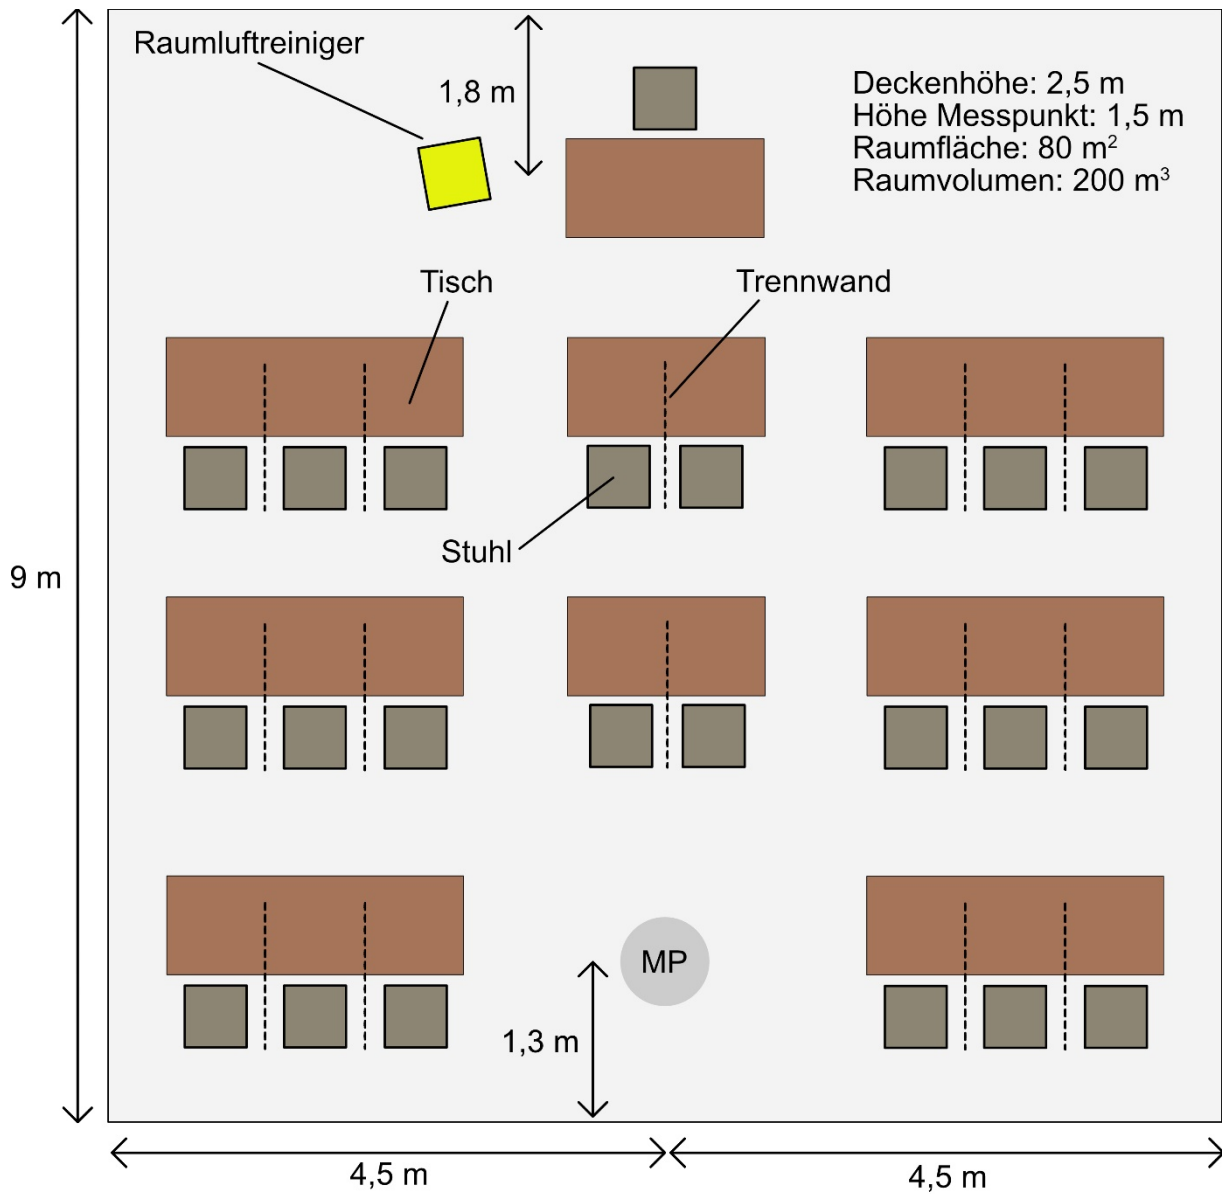 Raumluftreiniger
1,8 m
Deckenhöhe: 2,5 m
Höhe Messpunkt: 1,5 m
Raumfläche: 80 m²
Raumvolumen: 200 m³
Tisch
Trennwand
Stuhl
9 m
MP
1,3 m
4,5 m
4,5 m